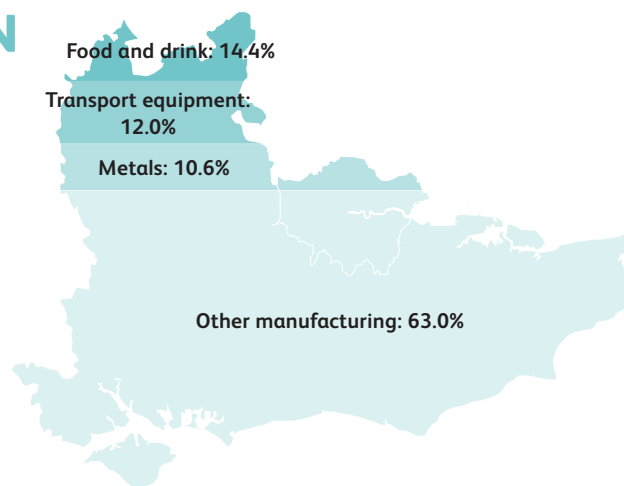 N
Food and drink: 14.4%
Transport equipment:
12.0%
Metals: 10.6%
Other manufacturing: 63.0%